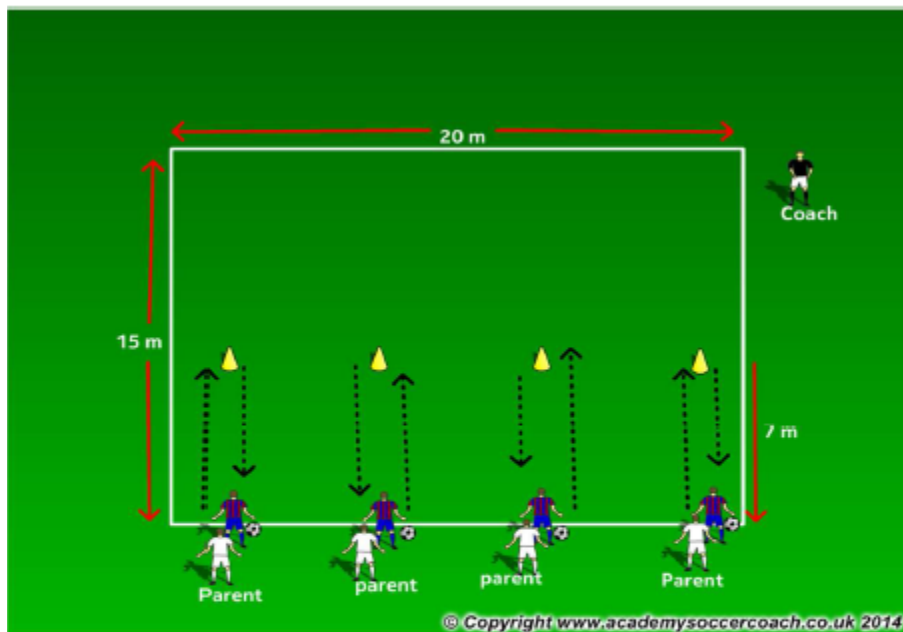 20 m
Coach
15 m
7 m
Parent
parent
parent
Parent
© Copyright www.academysoccercoach.co.uk 2014